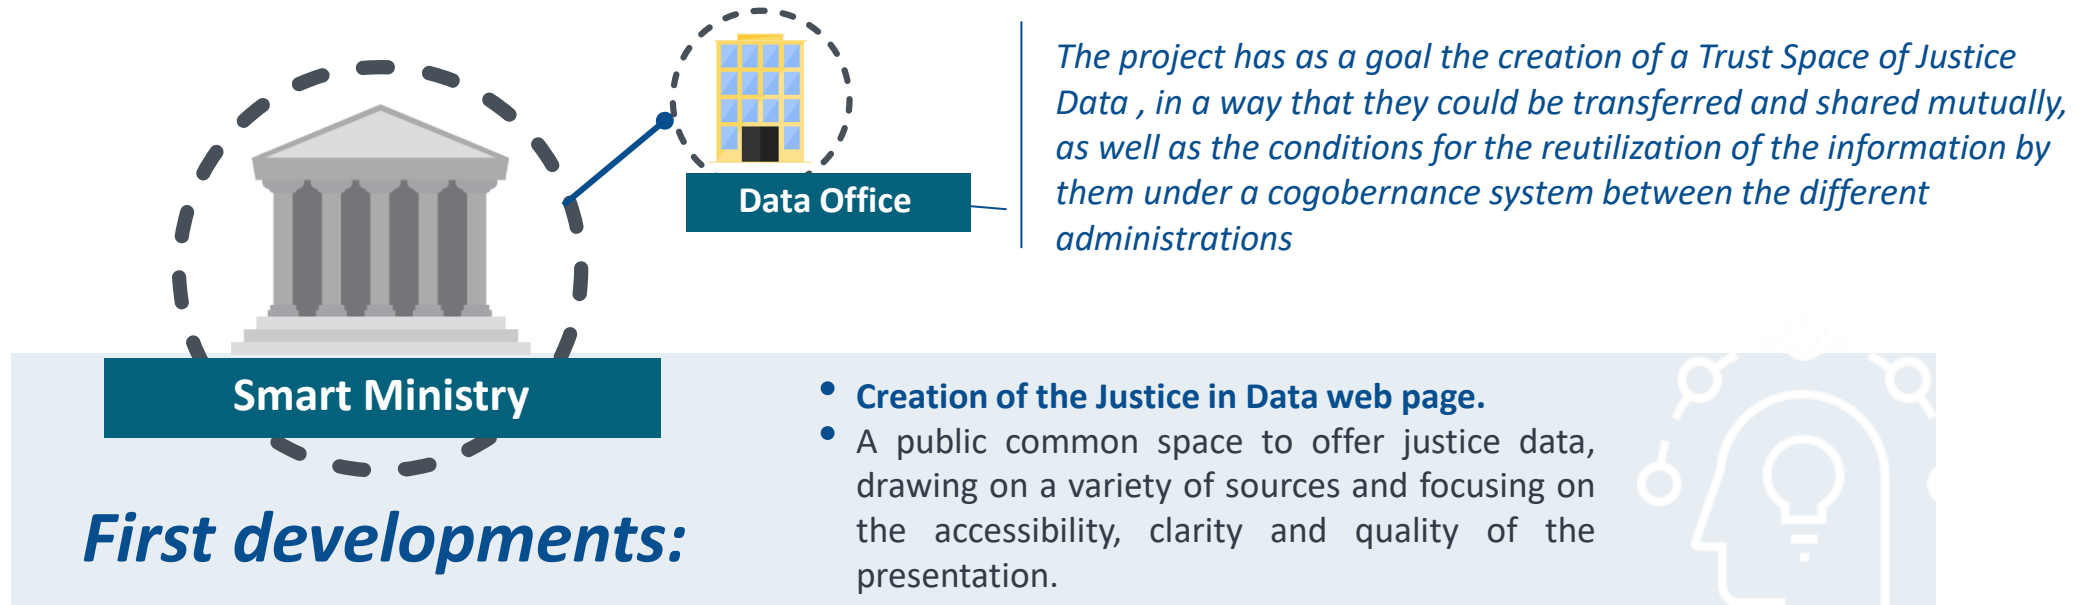 The project has as a goal the creation of a Trust Space of Justice
Data , in a way that they could be transferred and shared mutually,
as well as the conditions for the reutilization of the information by
them under a cogobernance system between the different
administrations
Data Office
Smart Ministry
First developments:
• Creation of the Justice in Data web page.
• A public common space to offer justice data,
drawing on a variety of sources and focusing on
the accessibility, clarity and quality of the
presentation.